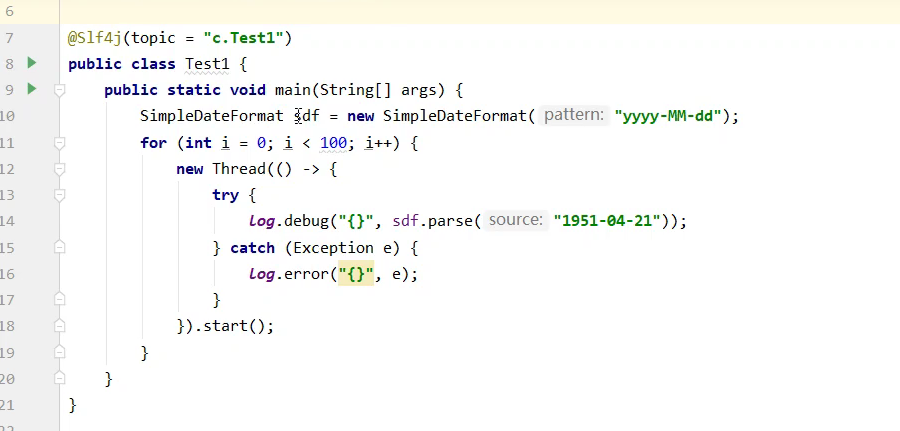 6
7 @Slf4j(topic = "c.Test1")
8 public class Test1 {
9 public static void main(String[] args) {
10 SimpleDateFormat sdf = new SimpleDateFormat( pattern: "yyyy-MM-dd");
11 for (int i = 0; i < 100; i++) {
12 new Thread(() -> {
13 try {
14 log.debug("{}", sdf.parse( source: "1951-04-21"));
15 } catch (Exception e) {
16 log.error("{}", e);
17 }
18 }).start();
19 }
20 }
21 }